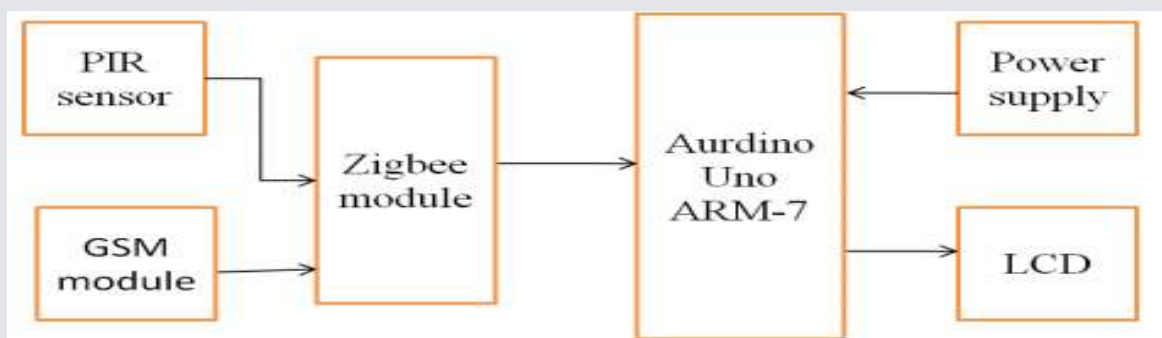 PIR
sensor
GSM
module
Zigbee
module
Aurdino
Uno
ARM-7
Power
supply
LCD